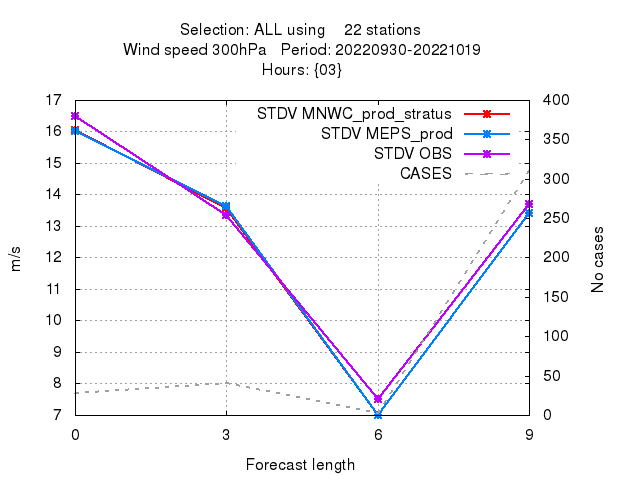 Selection: ALL using    22 stations
Wind speed 300hPa   Period: 20220930-20221019
Hours: {03}
STDV MNWC_prod_stratus
STDV MEPS_prod
STDV OBS
CASES
17
16
15
14
13
12
11
10
9
8
7
m/s
400
350
300
250
200
150
100
50
0
No cases
0 3 6 9
Forecast length